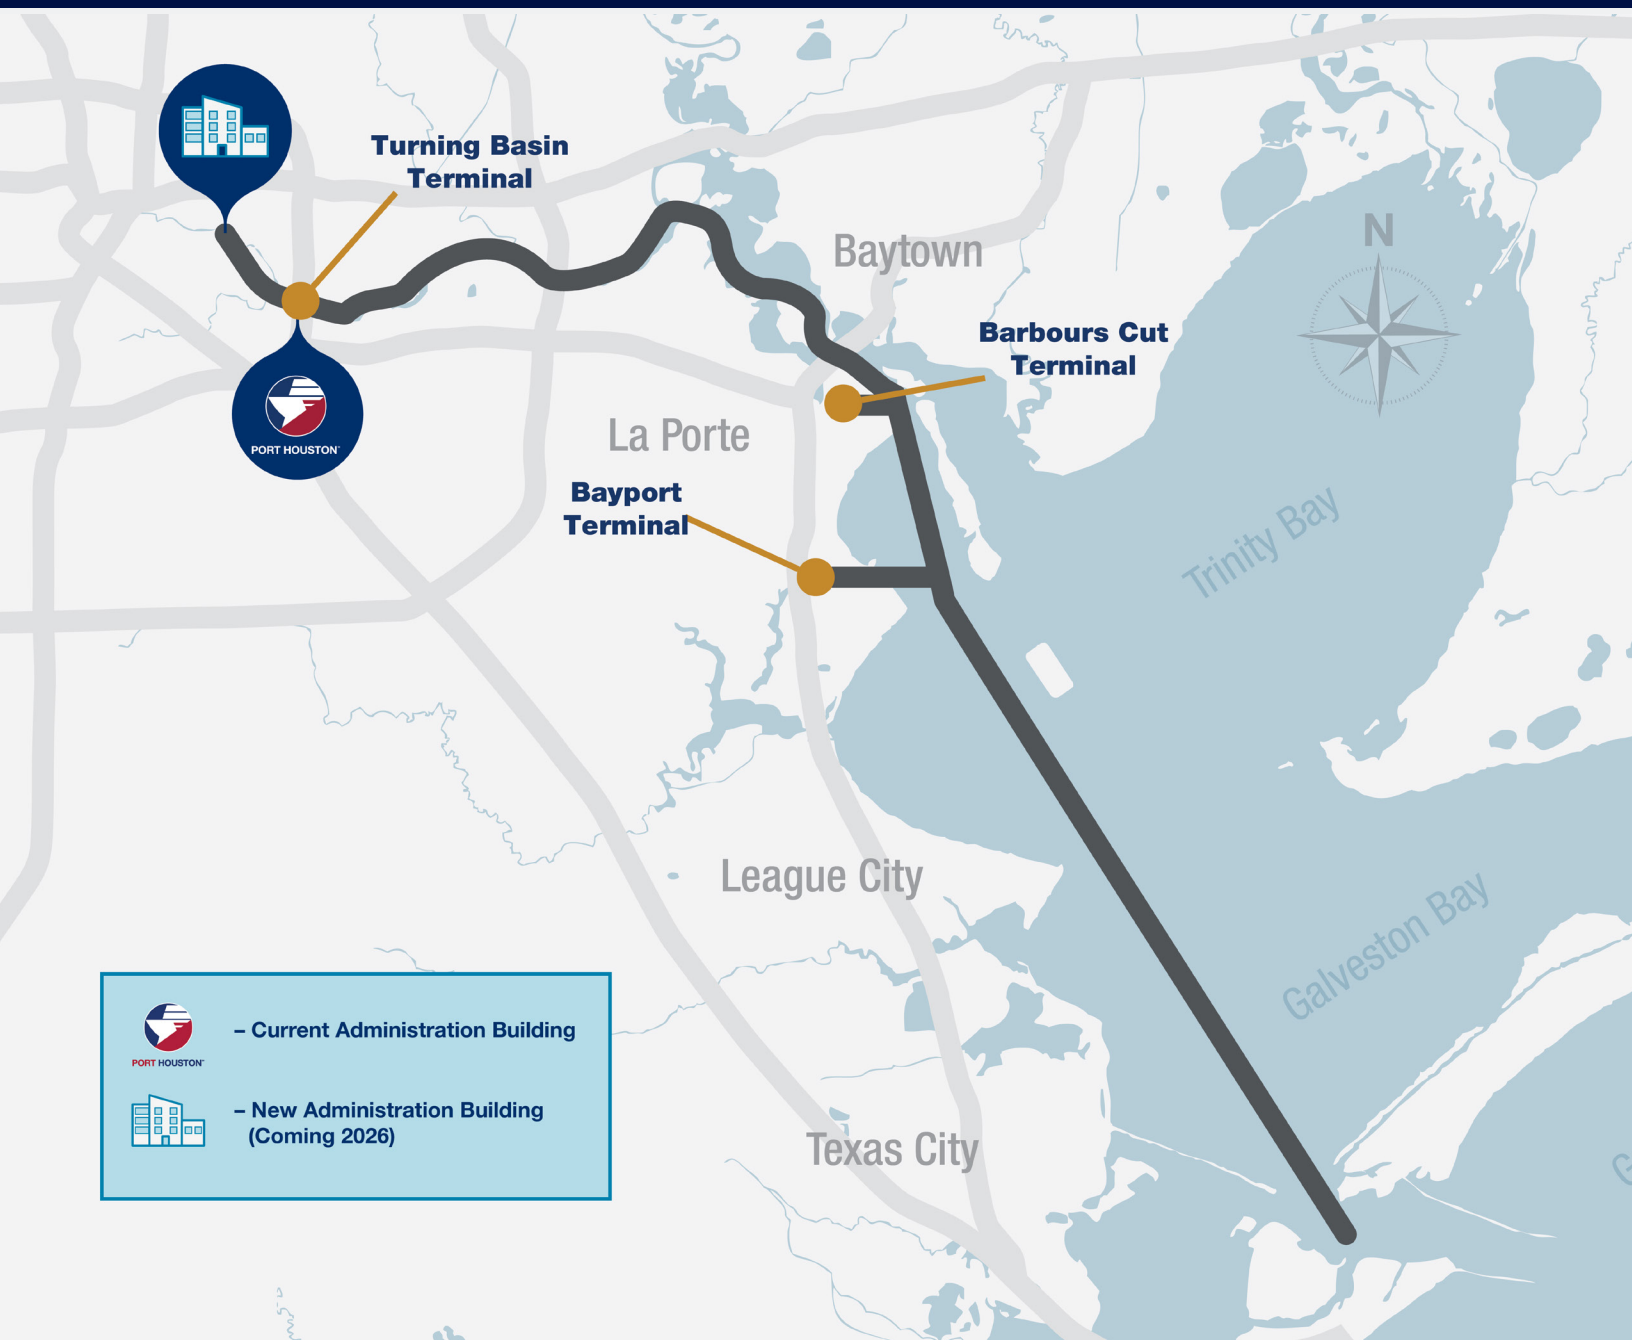 Turning Basin
Terminal
N
Baytown
Barbours Cut
Terminal
La Porte
PORT HOUSTON
Bayport
Terminal
Trinity Bay
League City
Galveston Bay
– Current Administration Building
PORT HOUSTON
– New Administration Building
(Coming 2026)
Texas City
G